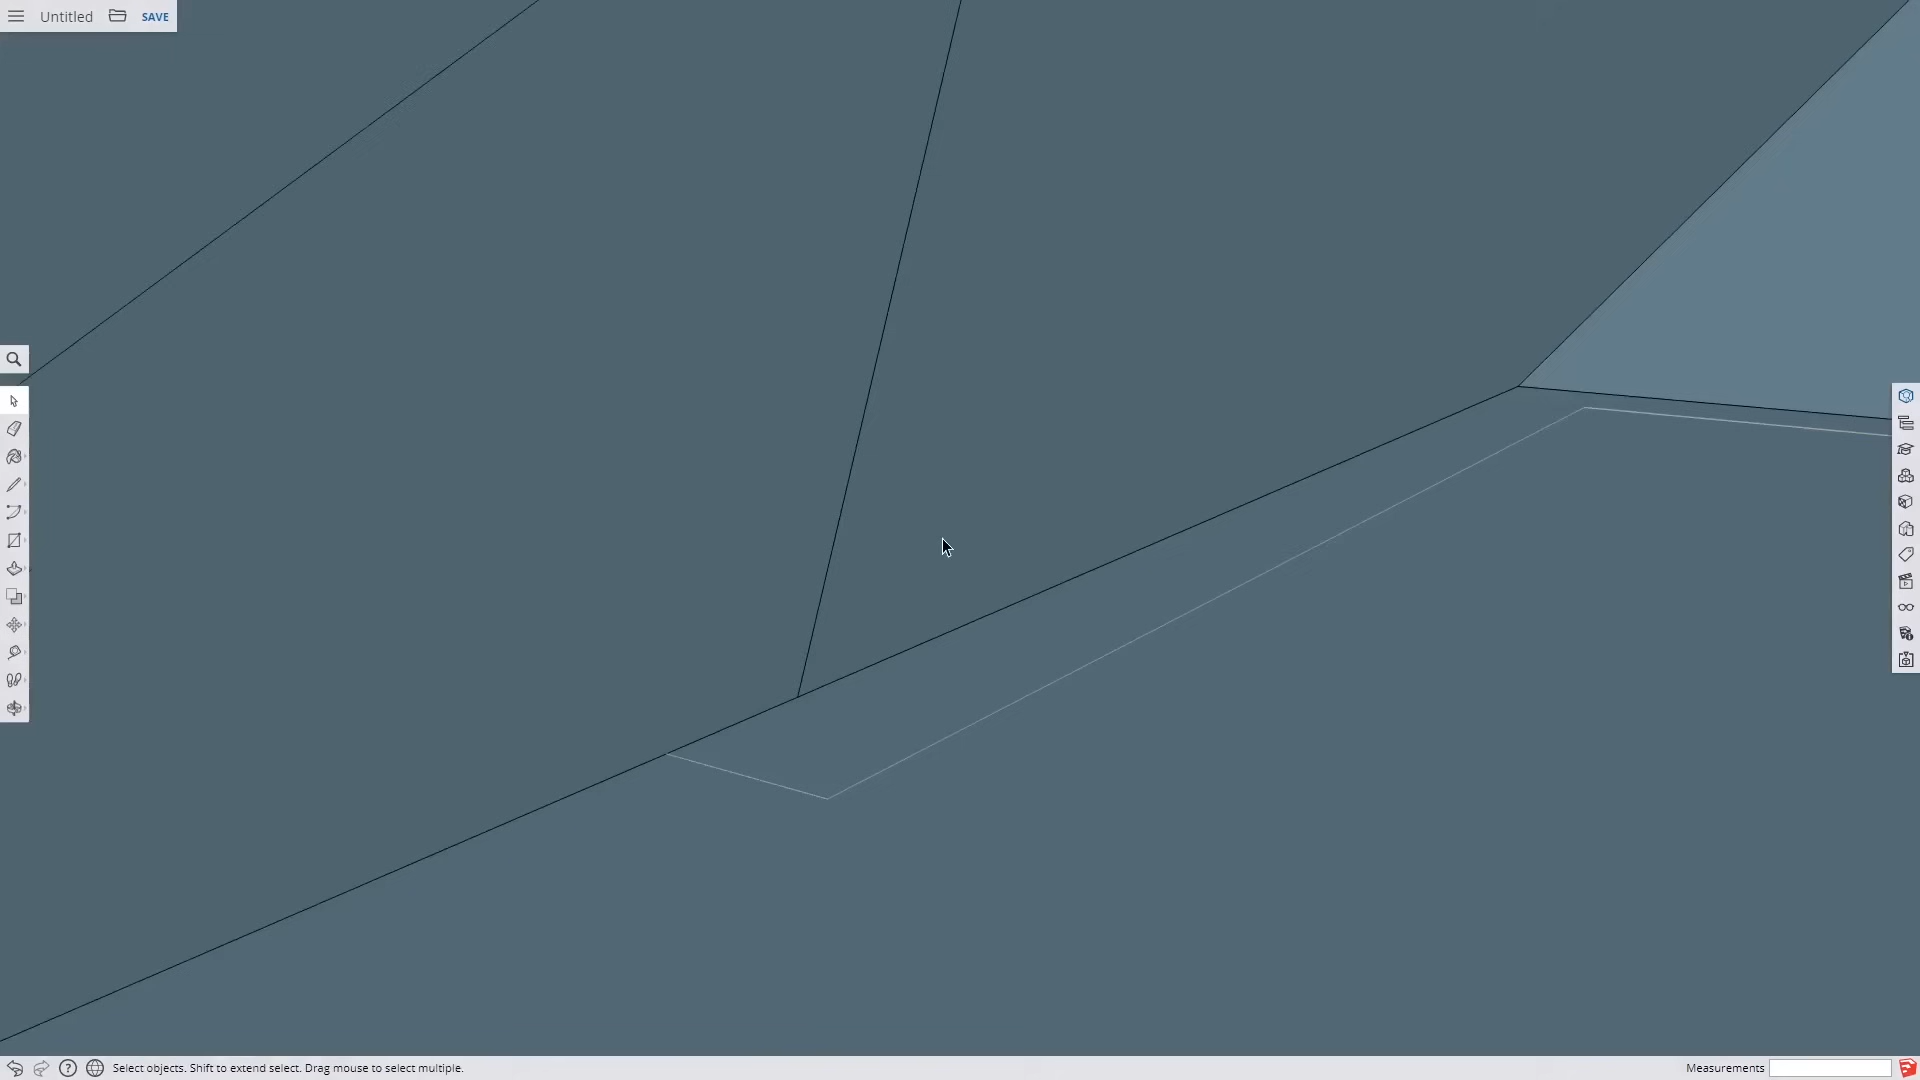 Untitled
SAVE
Select objects. Shift to extend select. Drag mouse to select multiple.
Measurements